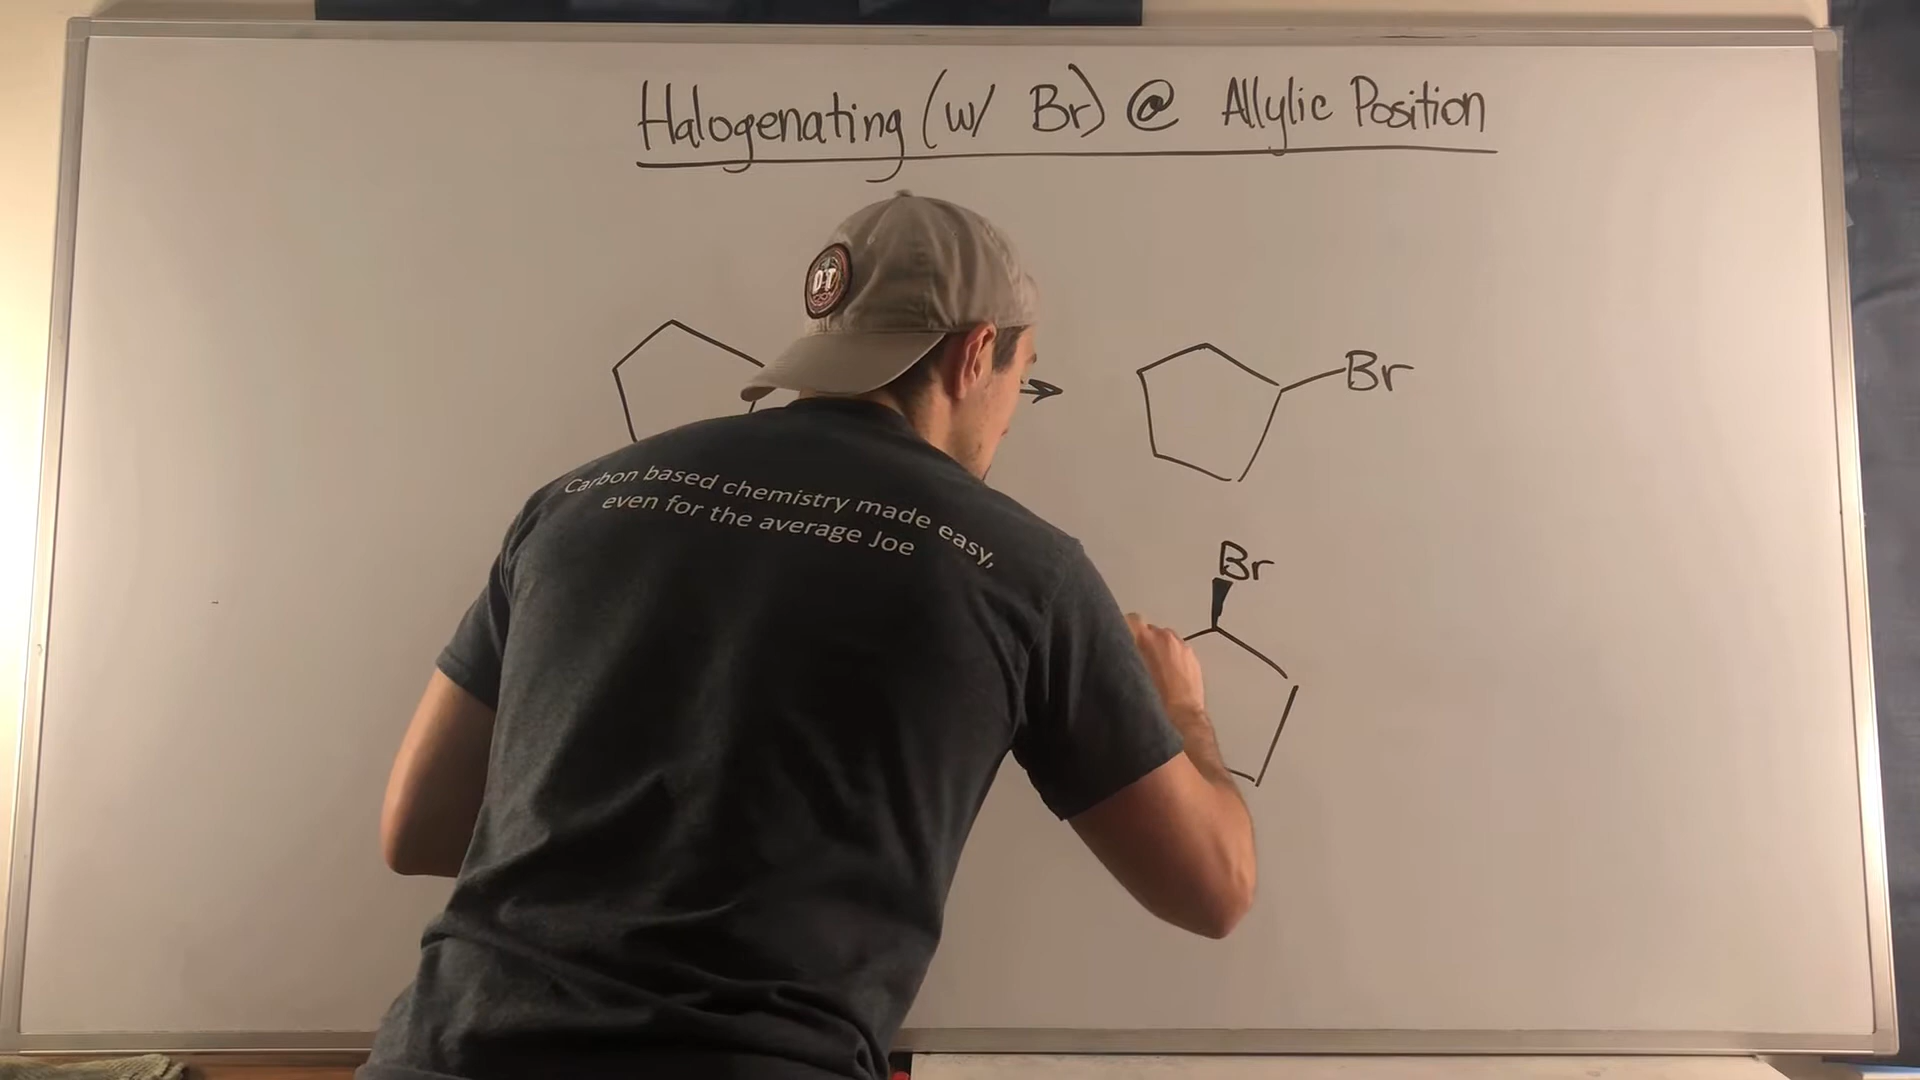 Halogenating (w/ Br) @ Allylic Position
Br
Carbon based chemistry made easy,
even for the average Joe
Br